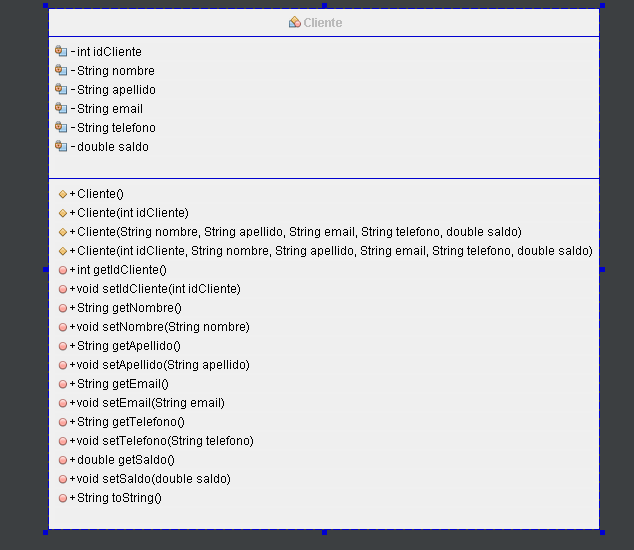 Cliente
-int idCliente
-String nombre
-String apellido
-String email
-String telefono
-double saldo
+Cliente()
+Cliente(int idCliente)
+Cliente(String nombre, String apellido, String email, String telefono, double saldo)
+Cliente(int idCliente, String nombre, String apellido, String email, String telefono, double saldo)
+int getIdCliente()
+void setIdCliente(int idCliente)
+String getNombre()
+void setNombre(String nombre)
+String getApellido()
+void setApellido(String apellido)
+String getEmail()
+void setEmail(String email)
+String getTelefono()
+void setTelefono(String telefono)
+double getSaldo()
+void setSaldo(double saldo)
+String toString()